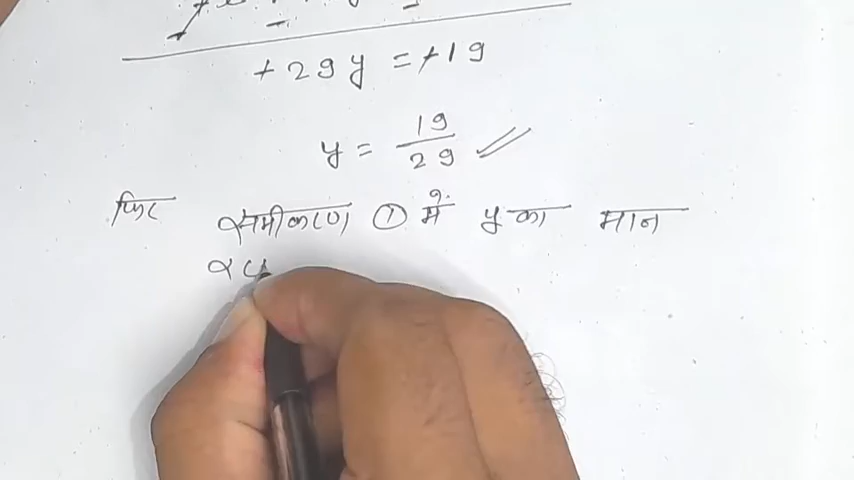 +29y = +19
y = 19/29
फिर समीकरण ① में y का मान